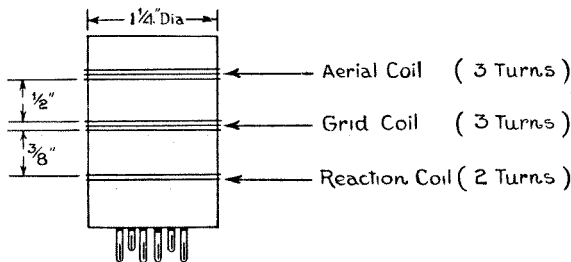 1¼" Dia
Aerial Coil ( 3 Turns )
½"
Grid Coil ( 3 Turns )
⅜"
Reaction Coil ( 2 Turns )